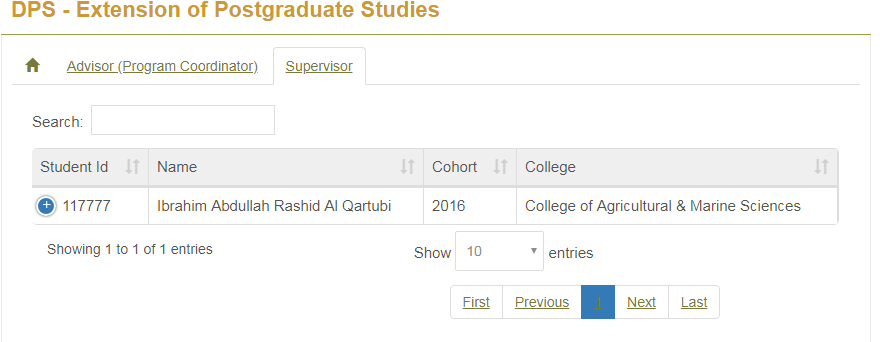 DPS - Extension of Postgraduate Studies
Advisor (Program Coordinator) Supervisor
Search:
Student Id Name Cohort College
117777 Ibrahim Abdullah Rashid Al Qartubi 2016 College of Agricultural & Marine Sciences
Showing 1 to 1 of 1 entries Show 10 entries
First Previous 1 Next Last